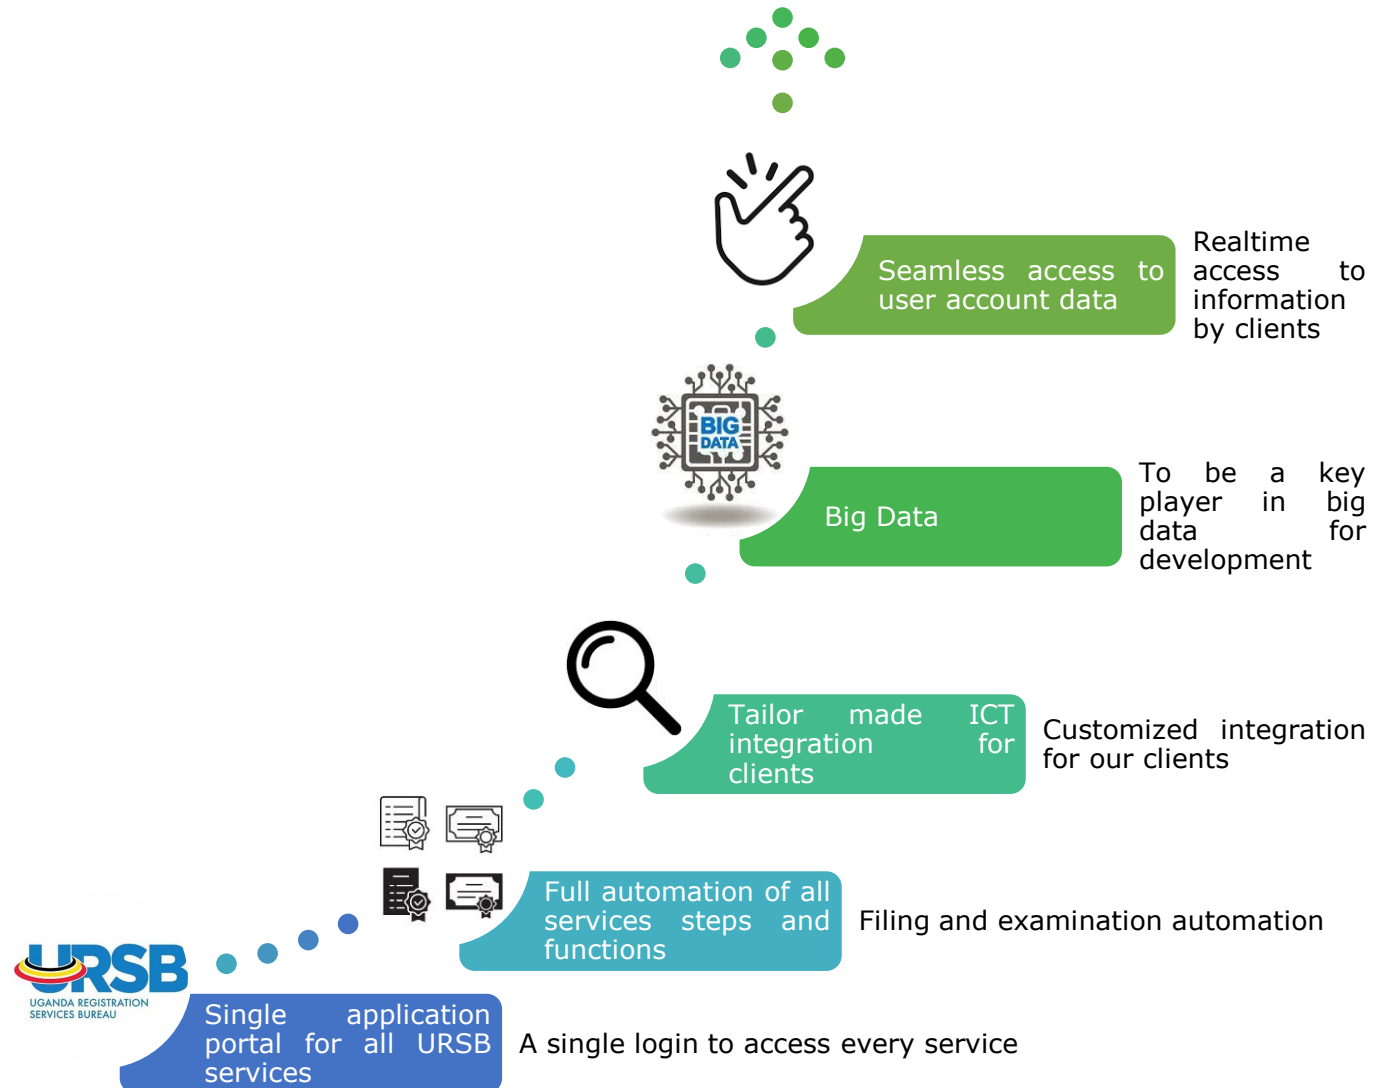 Seamless access to
user account data
Realtime
access to
information
by clients
BIG
DATA
Big Data
To be a key
player in big
data for
development
Tailor made ICT
integration for
clients
Customized integration
for our clients
Full automation of all
services steps and
functions
Filing and examination automation
URSB
UGANDA REGISTRATION
SERVICES BUREAU
Single application
portal for all URSB
services
A single login to access every service